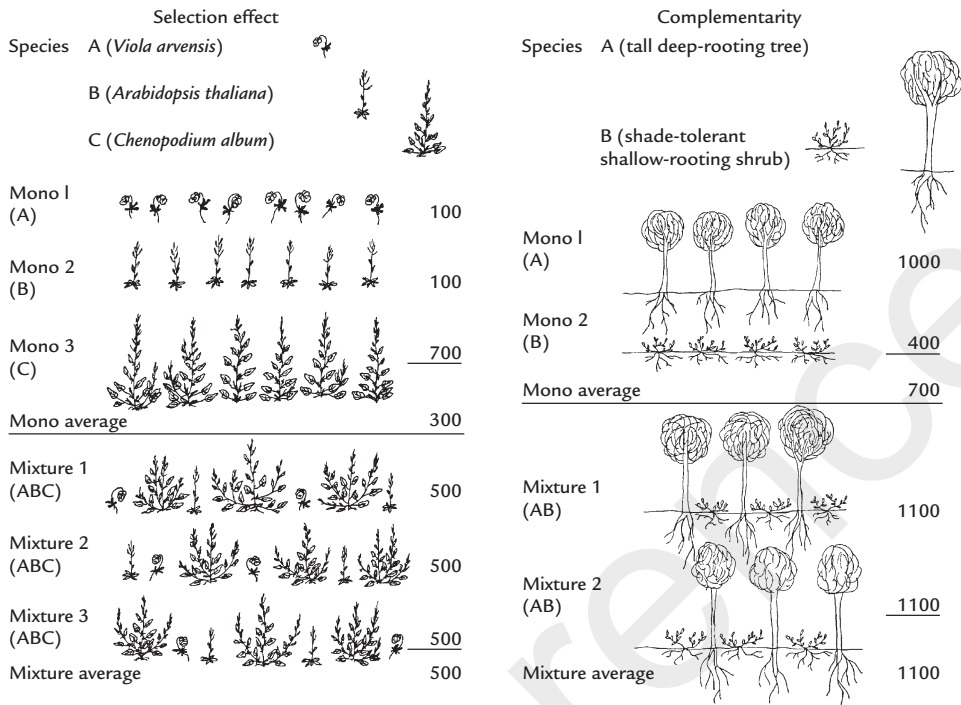 Selection effect
Species A (Viola arvensis)
B (Arabidopsis thaliana)
C (Chenopodium album)
Mono I
(A)
100
Mono 2
(B)
100
Mono 3
(C)
700
Mono average 300
Mixture 1
(ABC)
500
Mixture 2
(ABC)
500
Mixture 3
(ABC)
500
Mixture average 500
Complementarity
Species A (tall deep-rooting tree)
B (shade-tolerant
shallow-rooting shrub)
Mono I
(A)
1000
Mono 2
(B)
400
Mono average 700
Mixture 1
(AB)
1100
Mixture 2
(AB)
1100
Mixture average 1100
rence